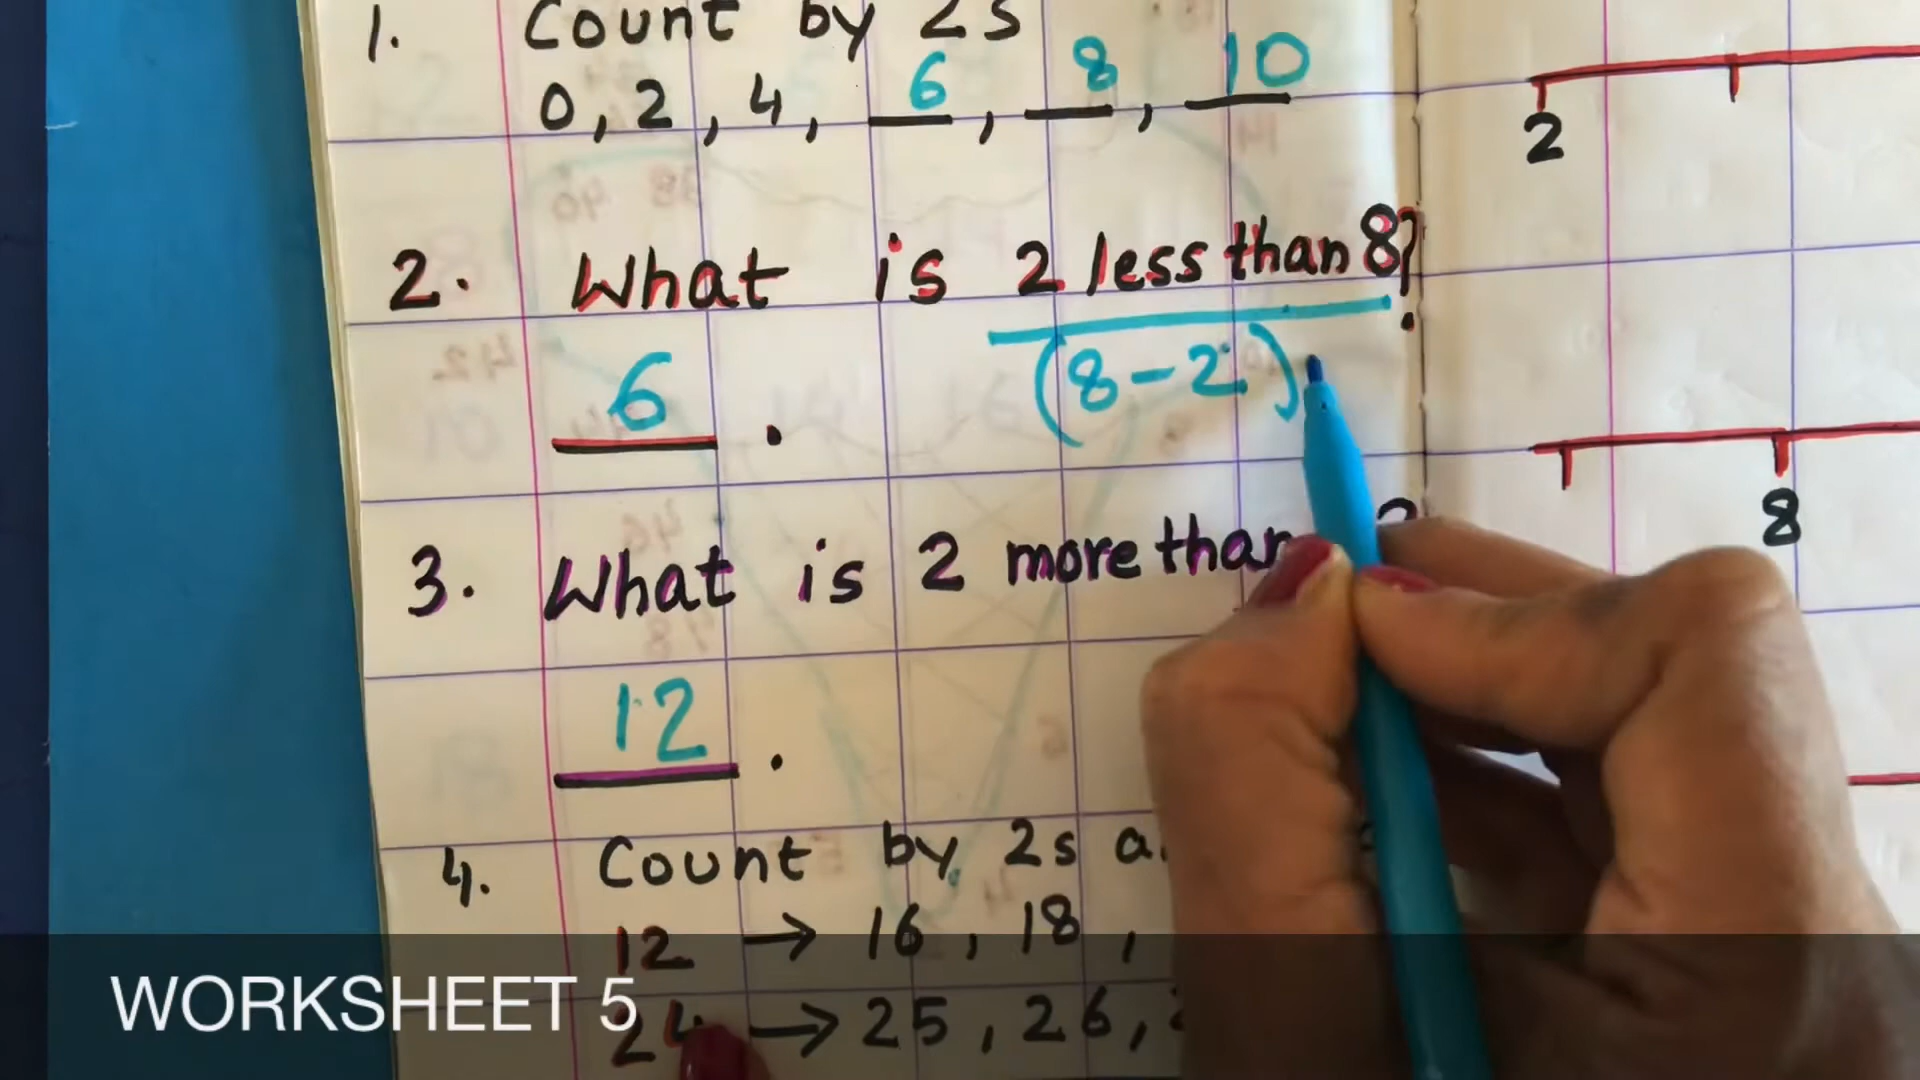 1. Count by 2s
0, 2, 4, 6, 8, 10
2. What is 2 less than 8?
6. (8-2)
3. What is 2 more than
12.
4. Count by 2s
12 → 16, 18,
24 → 25, 26,
2
8
WORKSHEET 5